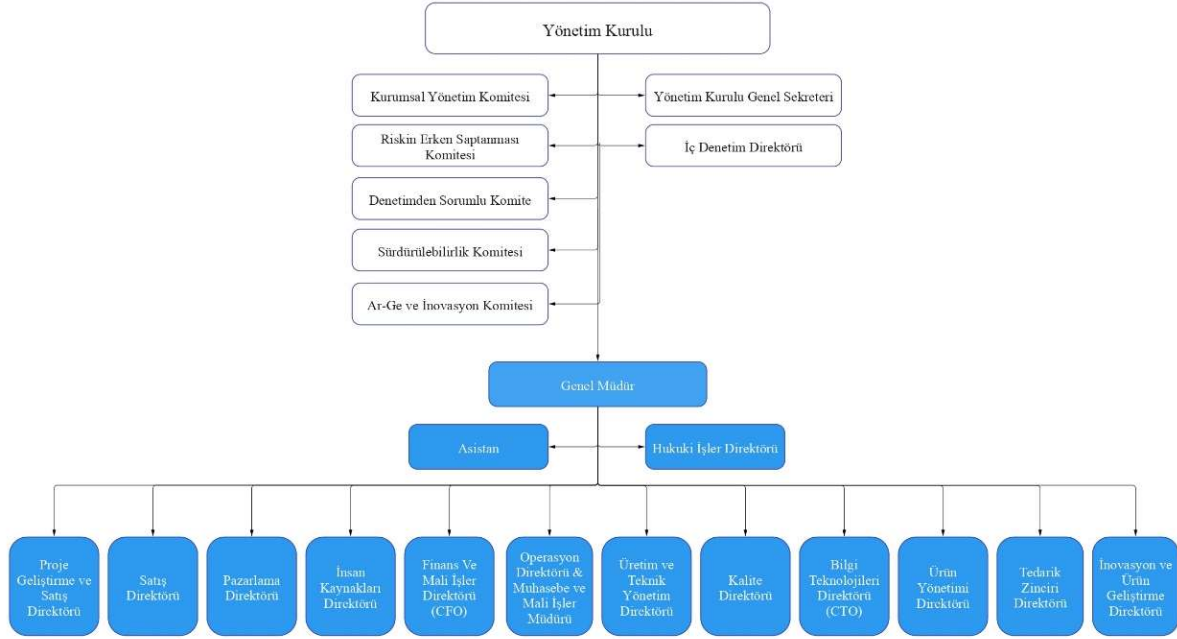 Yönetim Kurulu
Kurumsal Yönetim Komitesi
Yönetim Kurulu Genel Sekreteri
Riskin Erken Saptanması
Komitesi
İç Denetim Direktörü
Denetimden Sorumlu Komite
Sürdürülebilirlik Komitesi
Ar-Ge ve İnovasyon Komitesi
Genel Müdür
Asistan
Hukuki İşler Direktörü
Proje
Geliştirme ve
Satış
Direktörü
Satış
Direktörü
Pazarlama
Direktörü
İnsan
Kaynakları
Direktörü
Finans Ve
Mali İşler
Direktörü
(CFO)
Operasyon
Direktörü &
Muhasebe ve
Mali İşler
Müdürü
Üretim ve
Teknik
Yönetim
Direktörü
Kalite
Direktörü
Bilgi
Teknolojileri
Direktörü
(CTO)
Ürün
Yönetimi
Direktörü
Tedarik
Zinciri
Direktörü
İnovasyon ve
Ürün
Geliştirme
Direktörü